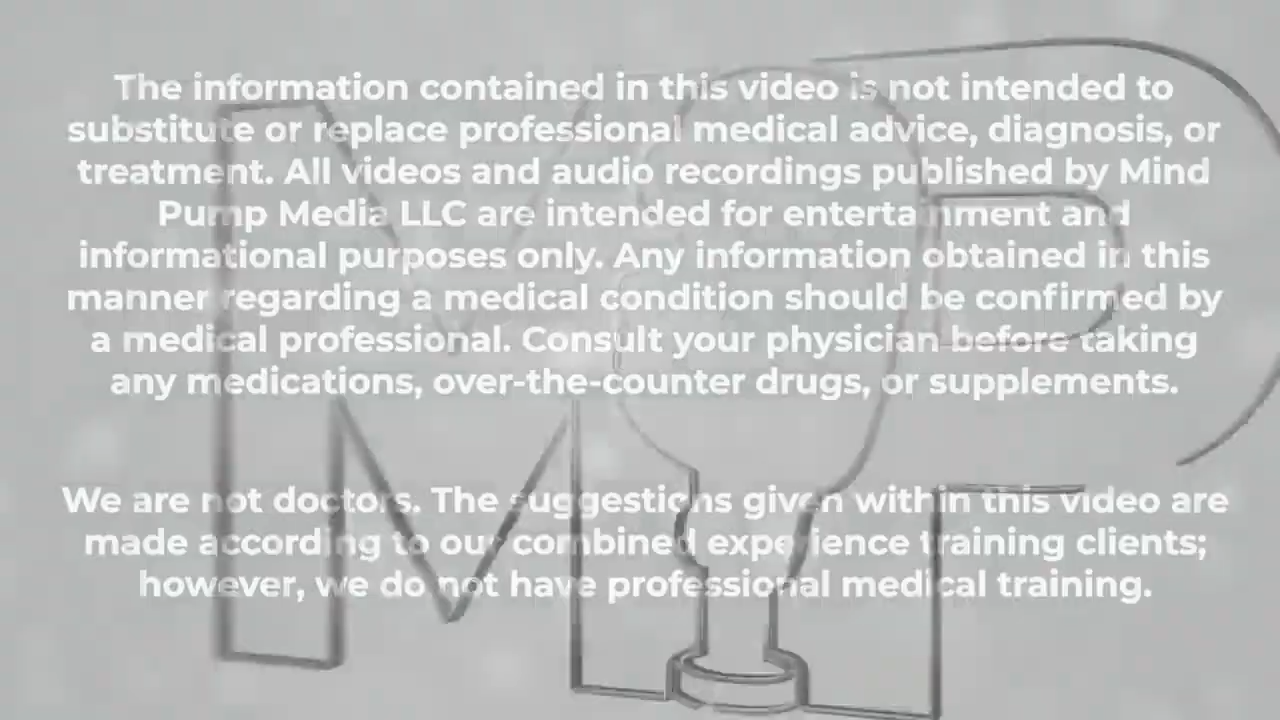 The information contained in this video is not intended to
substitute or replace professional medical advice, diagnosis, or
treatment. All videos and audio recordings published by Mind
Pump Media LLC are intended for entertainment and
informational purposes only. Any information obtained in this
manner regarding a medical condition should be confirmed by
a medical professional. Consult your physician before taking
any medications, over-the-counter drugs, or supplements.
We are not doctors. The suggestions given within this video are
made according to our combined experience training clients;
however, we do not have professional medical training.
M P